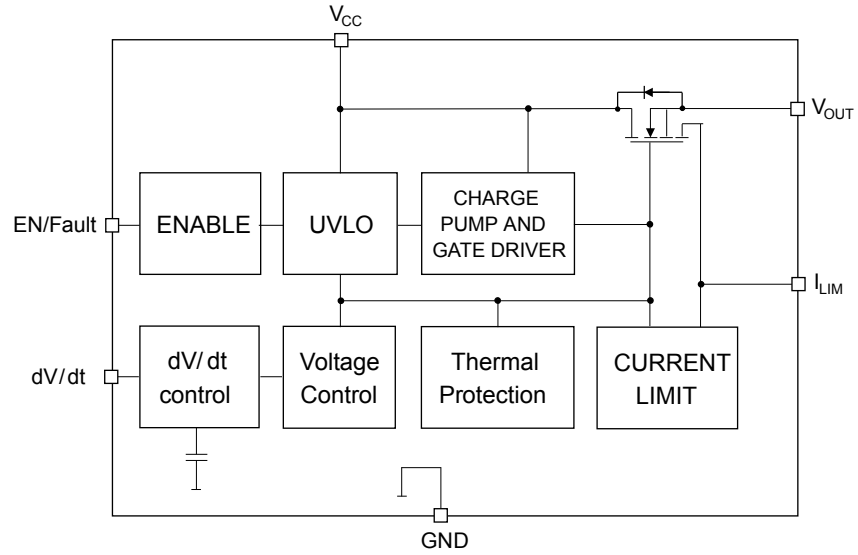 VCC
VOUT
EN/Fault
ENABLE
UVLO
CHARGE
PUMP AND
GATE DRIVER
ILIM
dV/dt
dV/dt
control
Voltage
Control
Thermal
Protection
CURRENT
LIMIT
GND